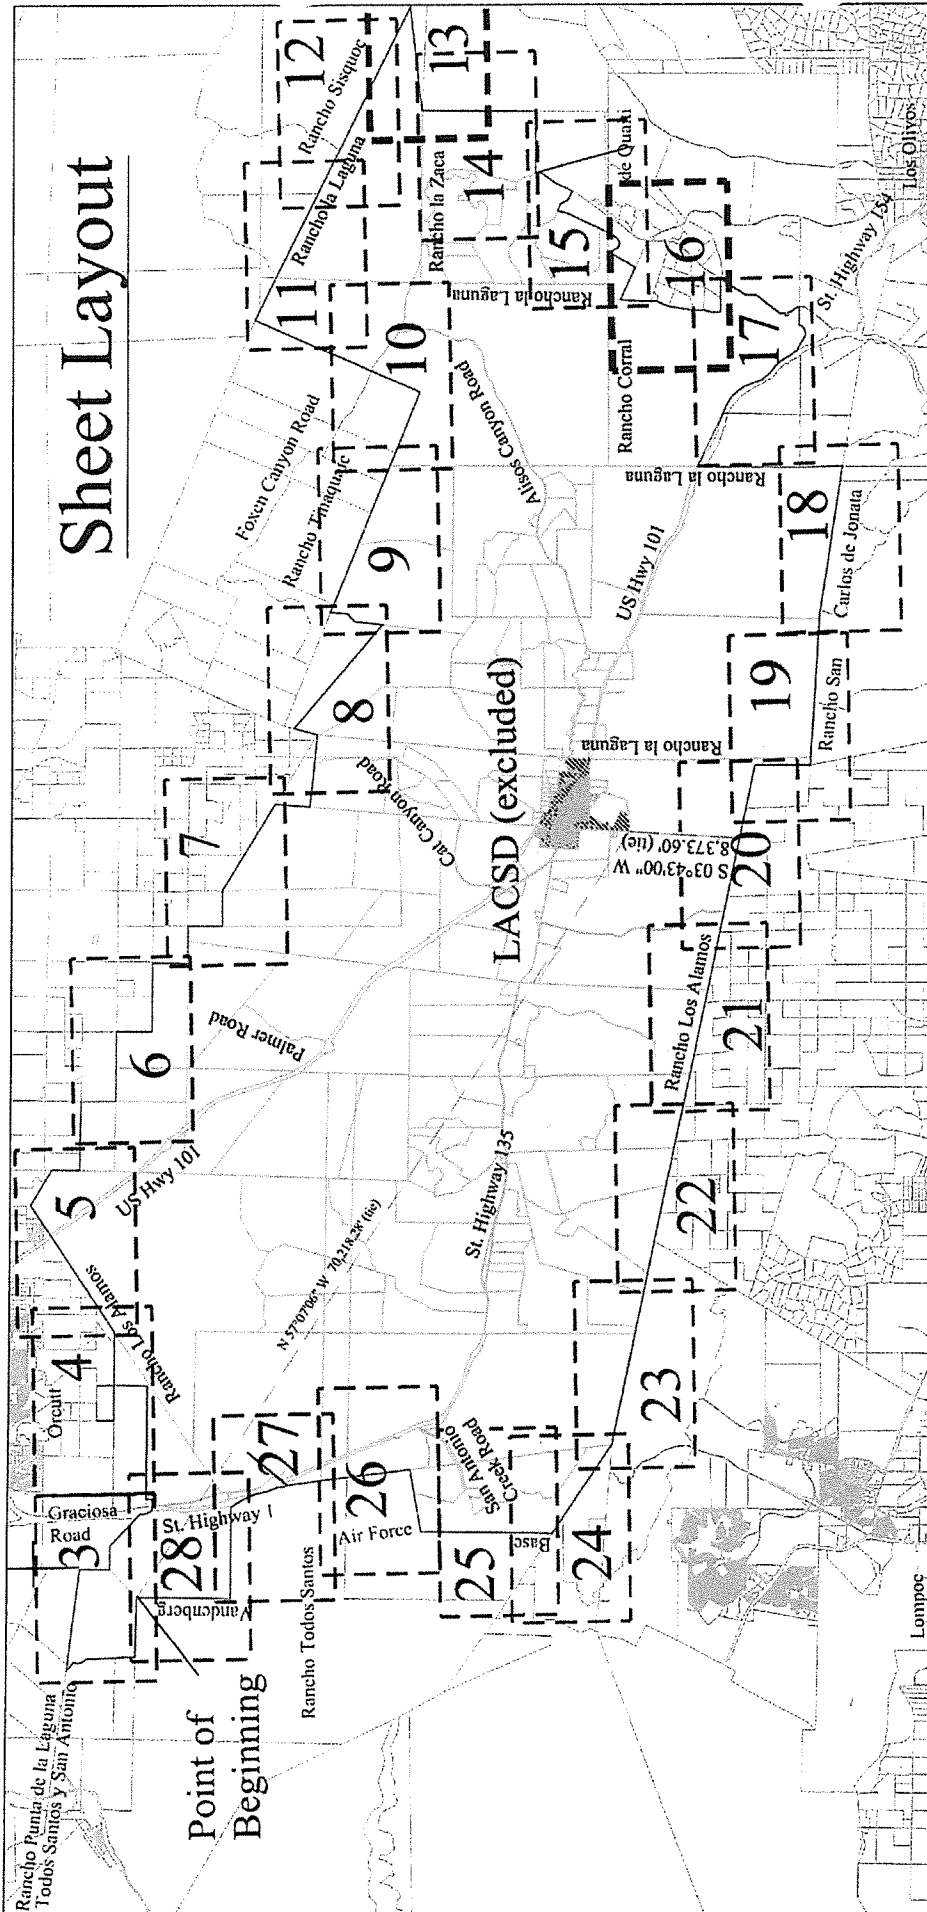 Sheet Layout
Rancho Punta de la Laguna
Todos Santos y San Antonio
3
Graciosa
Road
4
Orcutt
Rancho Los Alamos
Rancho Los Alamos
5
US Hwy 101
6
Palmer Road
7
8
Cat Canyon Road
9
Foxen Canyon Road
Rancho Tinaquaic
10
Alisos Canyon Road
11
Rancho la Laguna
12
Rancho Sisquoc
13
Rancho la Zaca
14
15
Rancho la Laguna
de Quati
16
Rancho Corral
17
St. Highway 154
Los Olivos
US Hwy 101
Rancho la Laguna
18
Carlos de Jonata
19
Rancho San
Rancho la Laguna
LACSD (excluded)
S 03°43'00" W
8,373.60' (tie)
20
21
Rancho Los Alamos
22
23
24
25
San Antonio
Creek Road
Base
26
Air Force
27
28
St. Highway 1
Vandenberg
Rancho Todos Santos
Point of
Beginning
N 57°07'06" W 70,218.28' (tie)
St. Highway 135
Lompoc